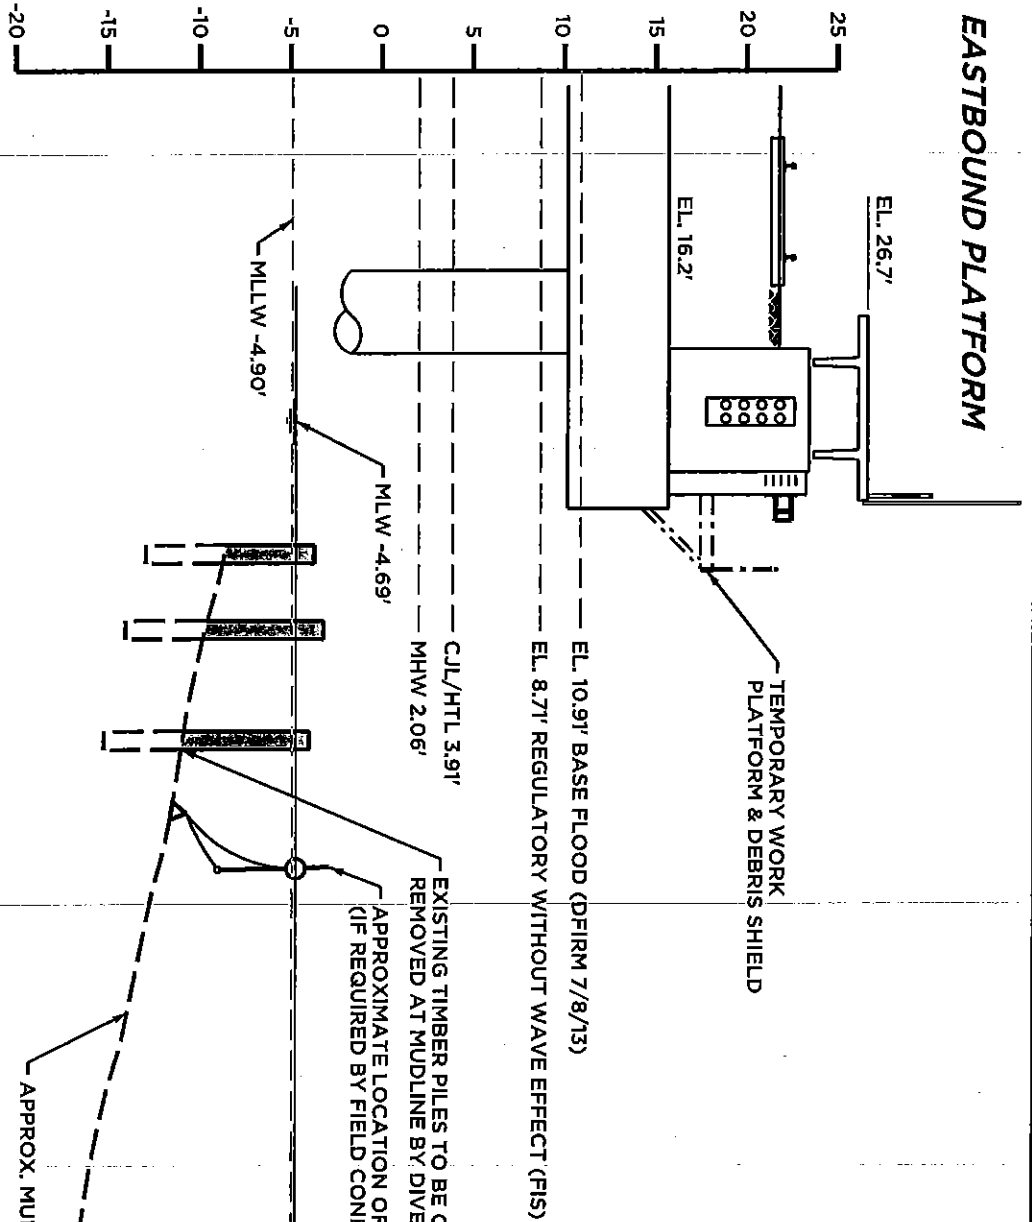 EASTBOUND PLATFORM
25
20
15
10
5
0
-5
-10
-15
-20
EL. 26.7'
EL. 16.2'
TEMPORARY WORK
PLATFORM & DEBRIS SHIELD
EL. 10.91' BASE FLOOD (DFIRM 7/8/13)
EL. 8.71' REGULATORY WITHOUT WAVE EFFECT (FIS)
CJL/HTL 3.91'
MHW 2.06'
MLW -4.69'
MLLW -4.90'
EXISTING TIMBER PILES TO BE
REMOVED AT MUDLINE BY
APPROXIMATE LOCATION OF
(IF REQUIRED BY FIELD
APPROX.